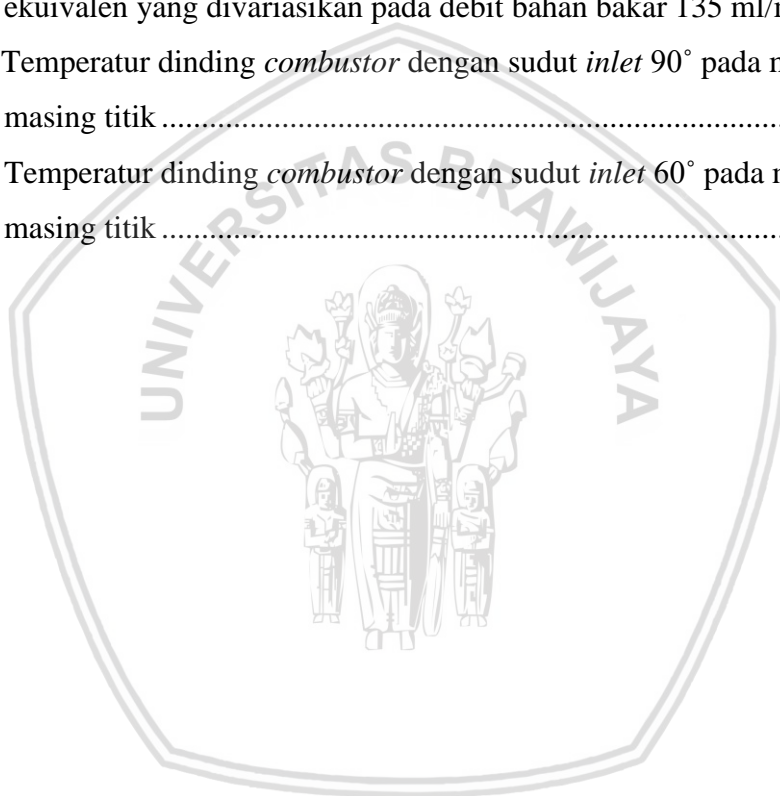 ekuivalen yang divariasikan pada debit bahan bakar 135
Temperatur dinding combustor dengan sudut inlet 90˚ pada
masing titik ........................................................................
Temperatur dinding combustor dengan sudut inlet 60˚ pada
masing titik ........................................................................
UNIVERSITAS BRAWIJAYA